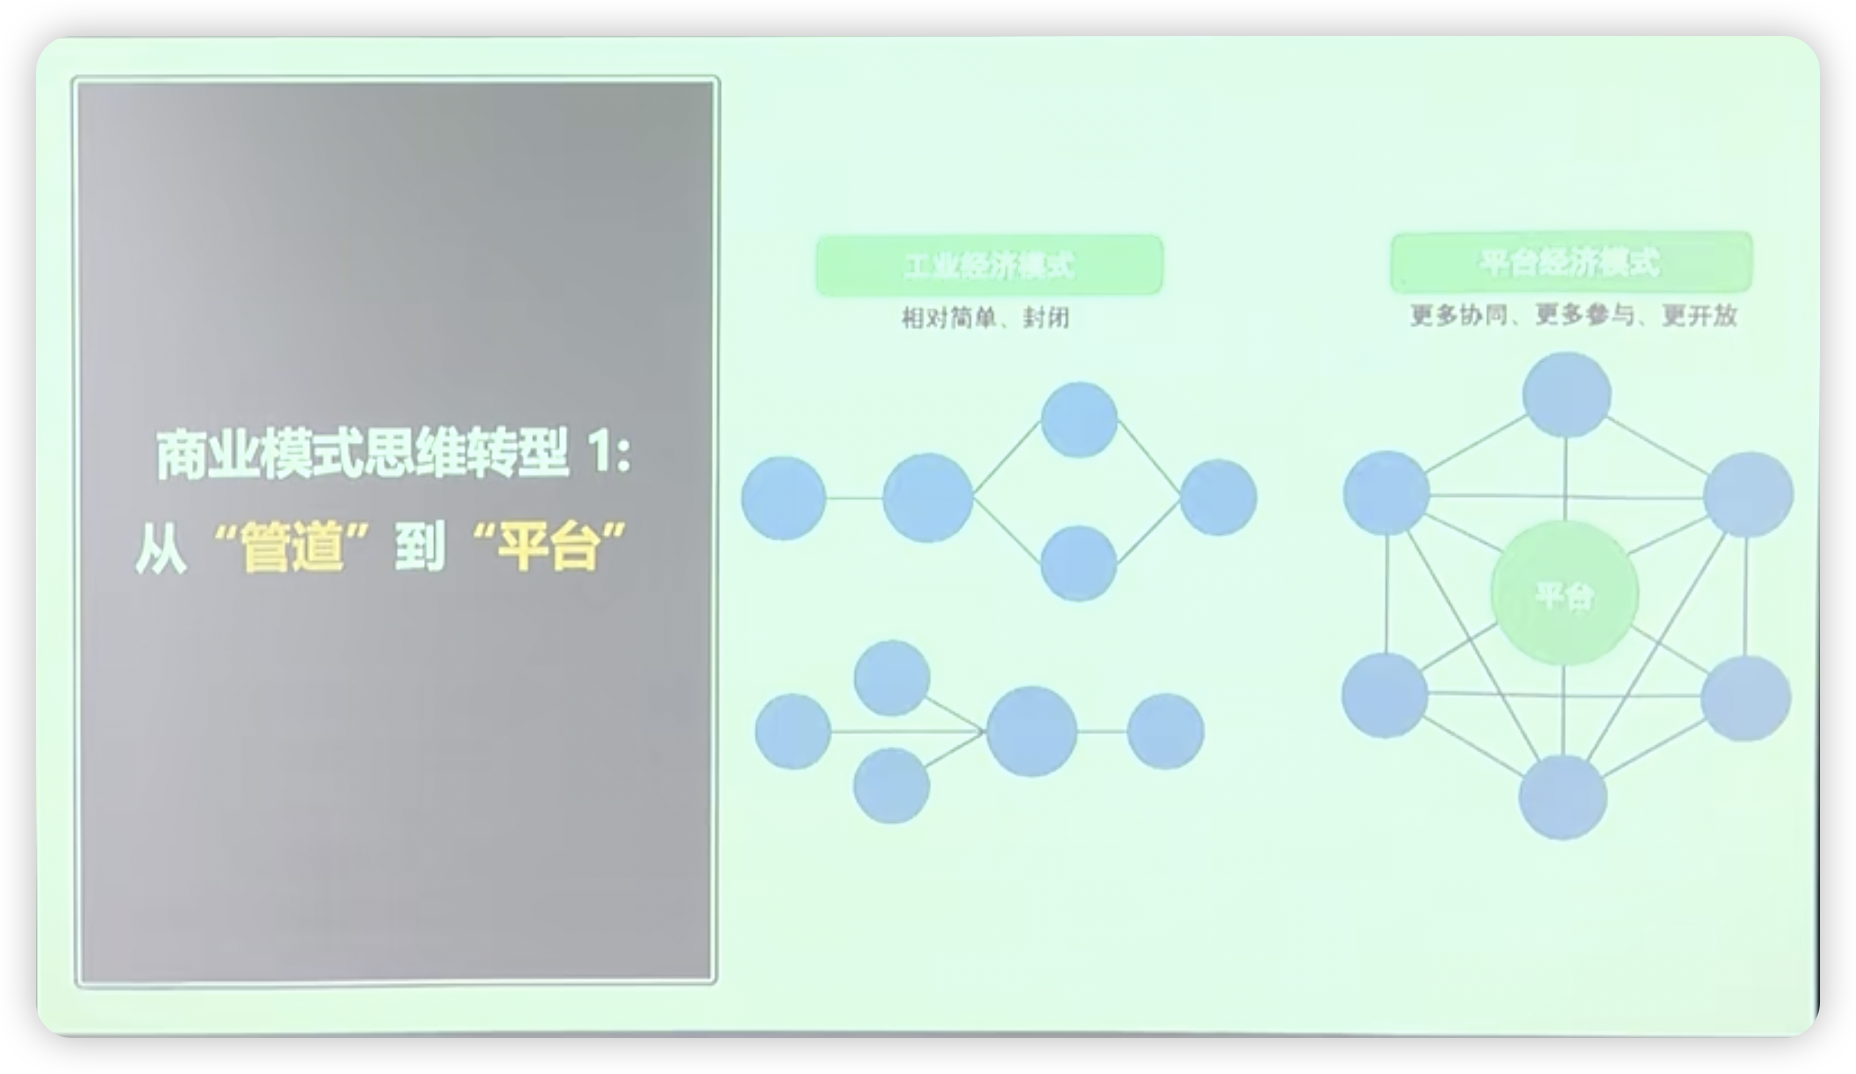 商业模式思维转型 1:
从 “管道” 到 “平台”
工业经济模式
相对简单、封闭
平台经济模式
更多协同、更多参与、更开放
平台